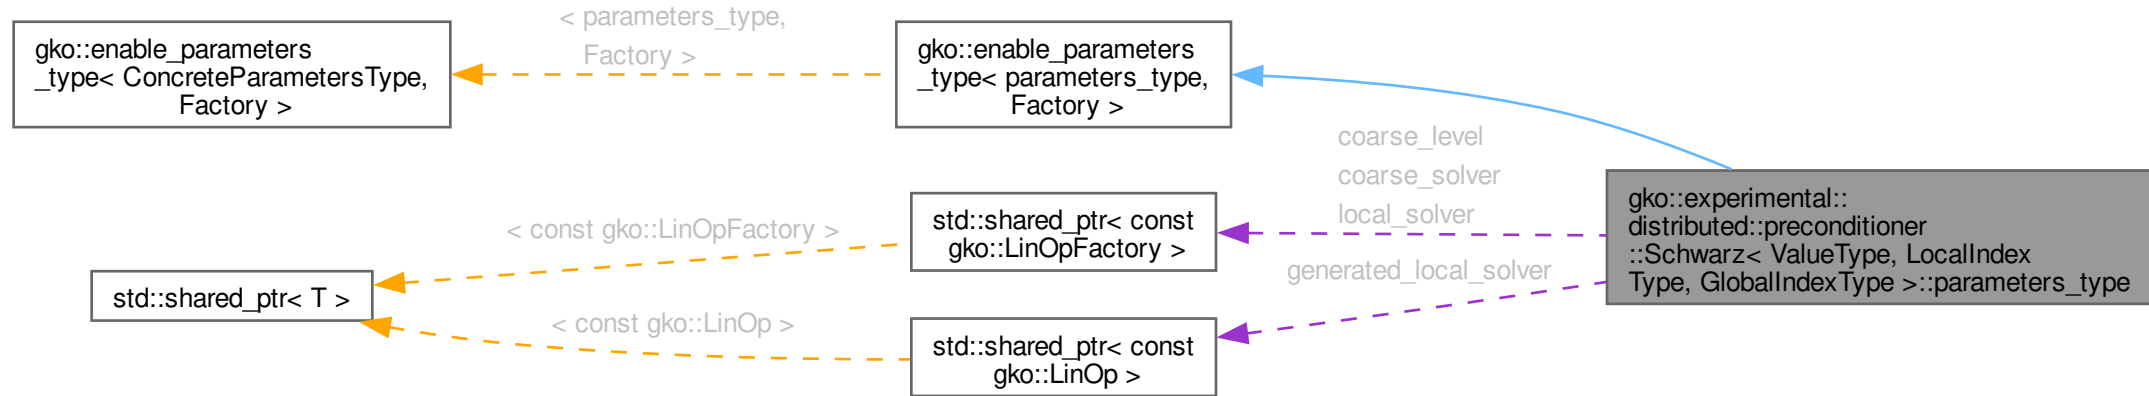 gko::enable_parameters
_type< ConcreteParametersType,
Factory >
< parameters_type,
Factory >
gko::enable_parameters
_type< parameters_type,
Factory >
coarse_level
coarse_solver
local_solver
generated_local_solver
gko::experimental::
distributed::preconditioner
::Schwarz< ValueType, LocalIndex
Type, GlobalIndexType >::parameters_type
std::shared_ptr< const
gko::LinOpFactory >
< const gko::LinOpFactory >
std::shared_ptr< T >
< const gko::LinOp >
std::shared_ptr< const
gko::LinOp >